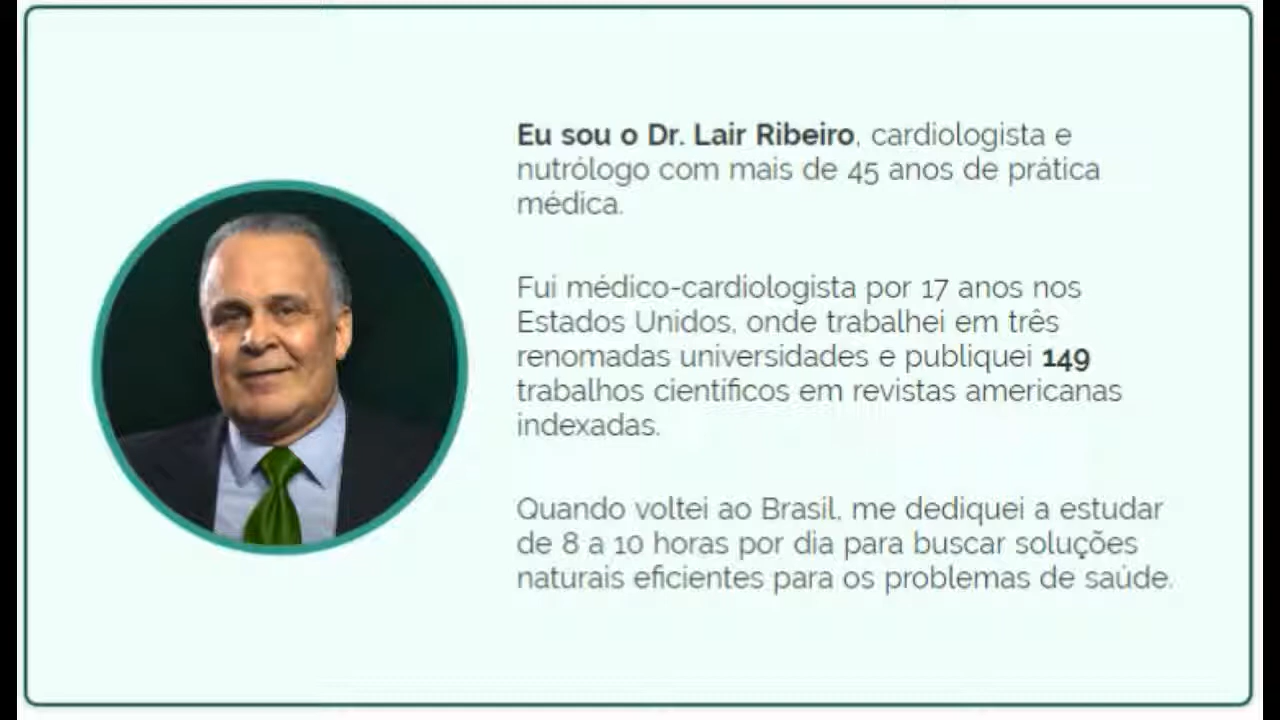 Eu sou o Dr. Lair Ribeiro, cardiologista e
nutrólogo com mais de 45 anos de prática
médica.
Fui médico-cardiologista por 17 anos nos
Estados Unidos, onde trabalhei em três
renomadas universidades e publiquei 149
trabalhos científicos em revistas americanas
indexadas.
Quando voltei ao Brasil, me dediquei a estudar
de 8 a 10 horas por dia para buscar soluções
naturais eficientes para os problemas de saúde.